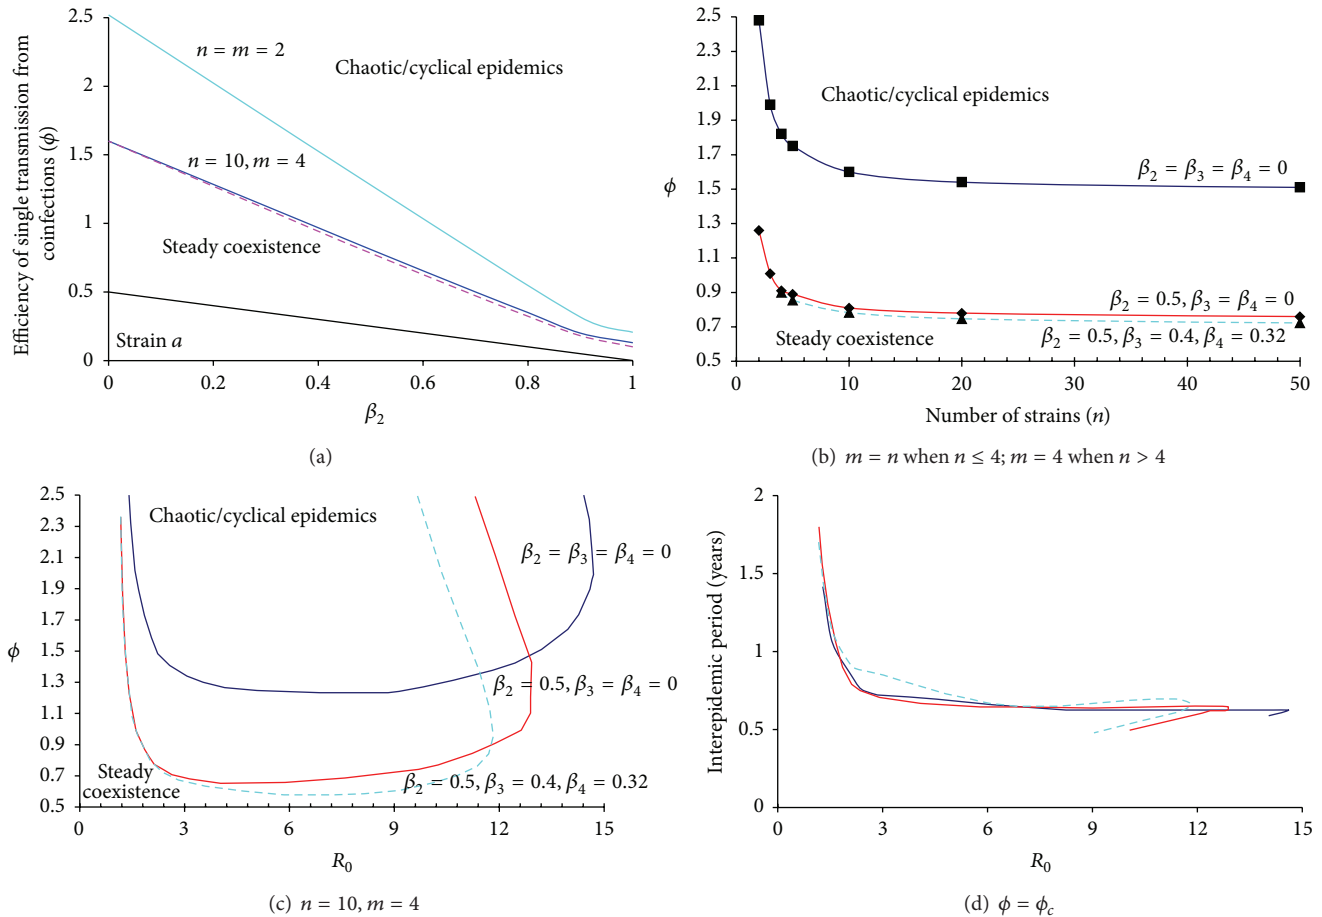 Efficiency of single transmission from
coinfections (ϕ)
2.5
2
1.5
1
0.5
0
n = m = 2
Chaotic/cyclical epidemics
n = 10, m = 4
Steady coexistence
Strain a
0 0.2 0.4 0.6 0.8 1
β₂
(a)
ϕ
2.5
2.3
2.1
1.9
1.7
1.5
1.3
1.1
0.9
0.7
0.5
Chaotic/cyclical epidemics
β₂ = β₃ = β₄ = 0
β₂ = 0.5, β₃ = β₄ = 0
Steady coexistence
β₂ = 0.5, β₃ = 0.4, β₄ = 0.32
0 10 20 30 40 50
Number of strains (n)
(b) m = n when n ≤ 4; m = 4 when n > 4
ϕ
2.5
2.3
2.1
1.9
1.7
1.5
1.3
1.1
0.9
0.7
0.5
Chaotic/cyclical epidemics
β₂ = β₃ = β₄ = 0
β₂ = 0.5, β₃ = β₄ = 0
Steady
coexistence
β₂ = 0.5, β₃ = 0.4, β₄ = 0.32
0 3 6 9 12 15
R₀
(c) n = 10, m = 4
Interepidemic period (years)
2
1.5
1
0.5
0
0 3 6 9 12 15
R₀
(d) ϕ = ϕ_c